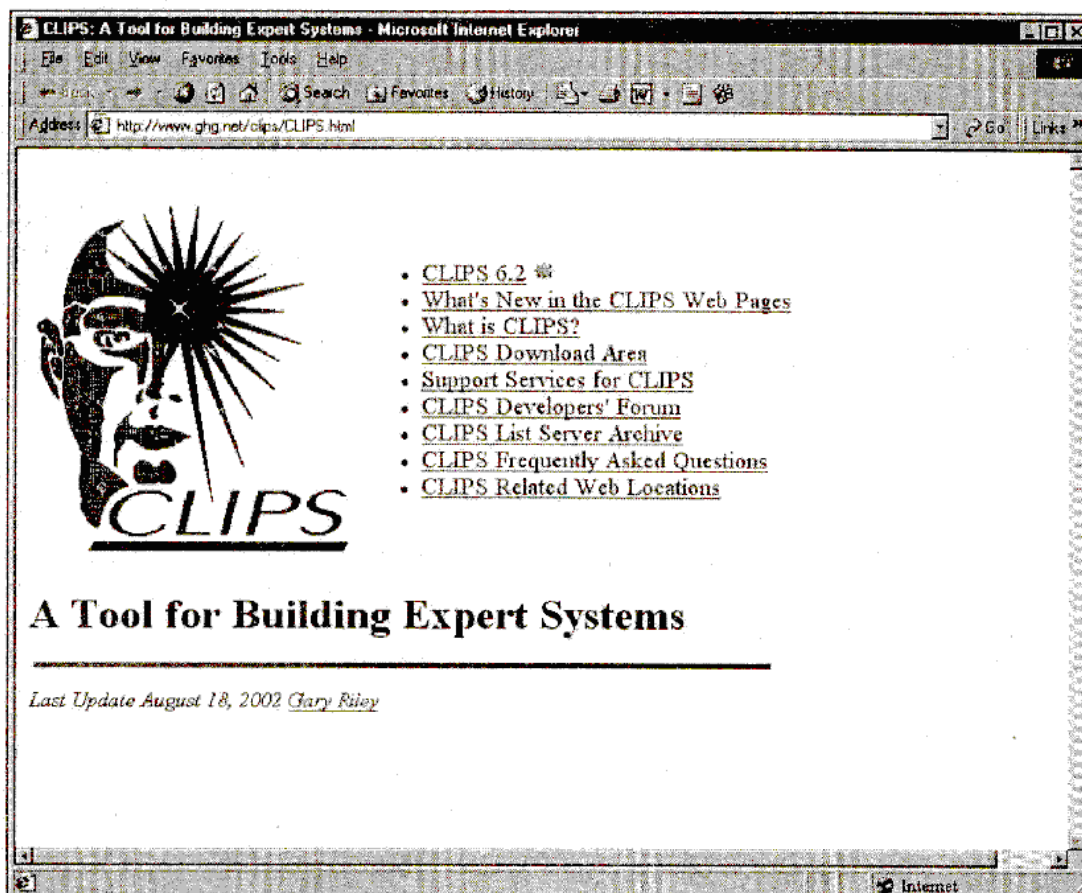 CLIPS: A Tool for Building Expert Systems - Microsoft Internet Explorer
File Edit View Favorites Tools Help
Search Favorites History
Address http://www.ghg.net/clips/CLIPS.html Go Links »
CLIPS 6.2
What's New in the CLIPS Web Pages
What is CLIPS?
CLIPS Download Area
Support Services for CLIPS
CLIPS Developers' Forum
CLIPS List Server Archive
CLIPS Frequently Asked Questions
CLIPS Related Web Locations
CLIPS
A Tool for Building Expert Systems
Last Update August 18, 2002 Gary Riley
Internet